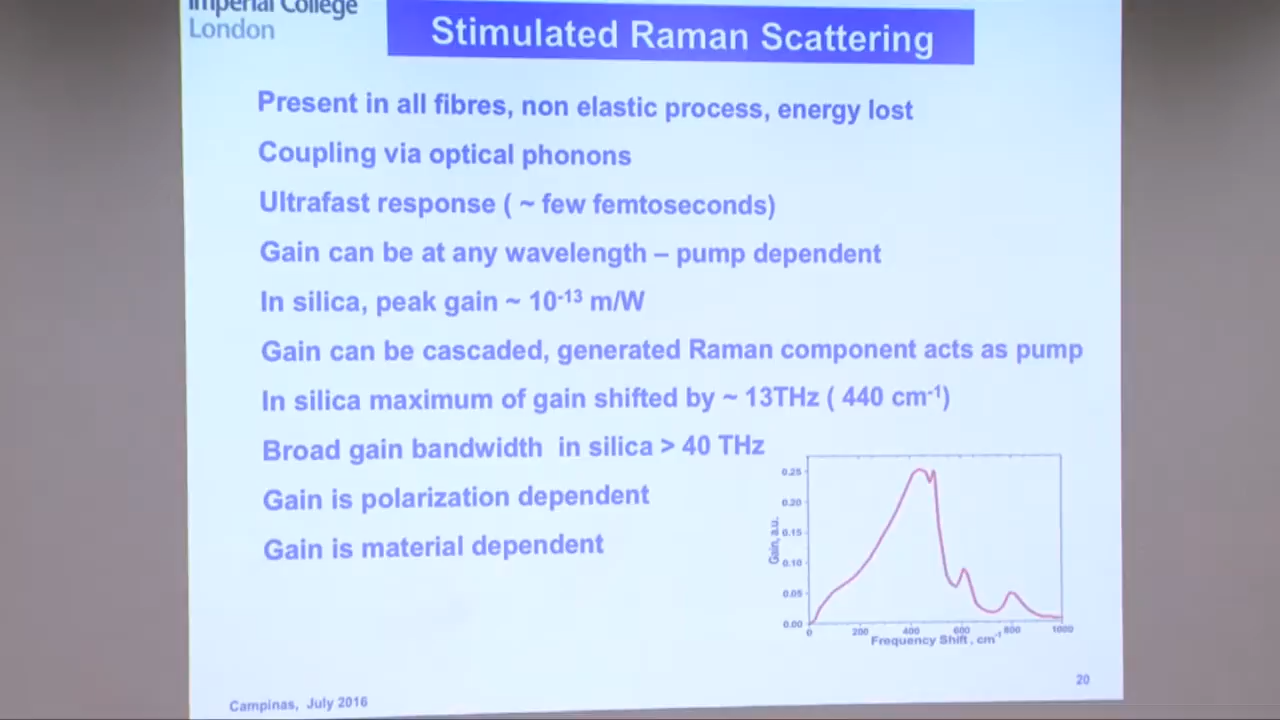 Imperial College
London
Stimulated Raman Scattering
Present in all fibres, non elastic process, energy lost
Coupling via optical phonons
Ultrafast response ( ~ few femtoseconds)
Gain can be at any wavelength – pump dependent
In silica, peak gain ~ 10-13 m/W
Gain can be cascaded, generated Raman component acts as pump
In silica maximum of gain shifted by ~ 13THz ( 440 cm-1)
Broad gain bandwidth in silica > 40 THz
Gain is polarization dependent
Gain is material dependent
Gain, a.u.
0.25
0.20
0.15
0.10
0.05
0.00
0 200 400 600 800 1000
Frequency Shift , cm-1
Campinas, July 2016
20